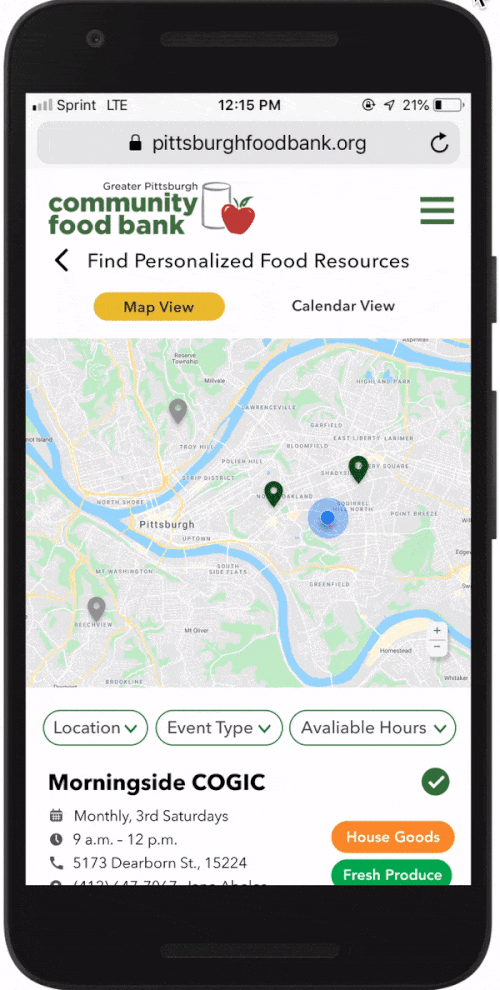 Sprint LTE 12:15 PM 21%
pittsburghfoodbank.org
Greater Pittsburgh
community
food bank
Find Personalized Food Resources
Map View Calendar View
Reserve
Township
Millvale
HIGHLAND PARK
LAWRENCEVILLE
GARFIELD
TROY HILL
EAST LIBERTY LARIMER
BLOOMFIELD
POLISH HILL
STRIP DISTRICT
NORTH SHORE
SQUIRREL
HILL NORTH
POINT BREEZE
Pittsburgh
UPTOWN
MT WASHINGTON
SOUTH
SIDE FLATS
GREENFIELD
BEECHVIEW
Mt Oliver
+
−
Homestead
BROOKLINE
Whitaker
Location Event Type Avaliable Hours
Morningside COGIC
Monthly, 3rd Saturdays
9 a.m. – 12 p.m.
House Goods
5173 Dearborn St., 15224
Fresh Produce